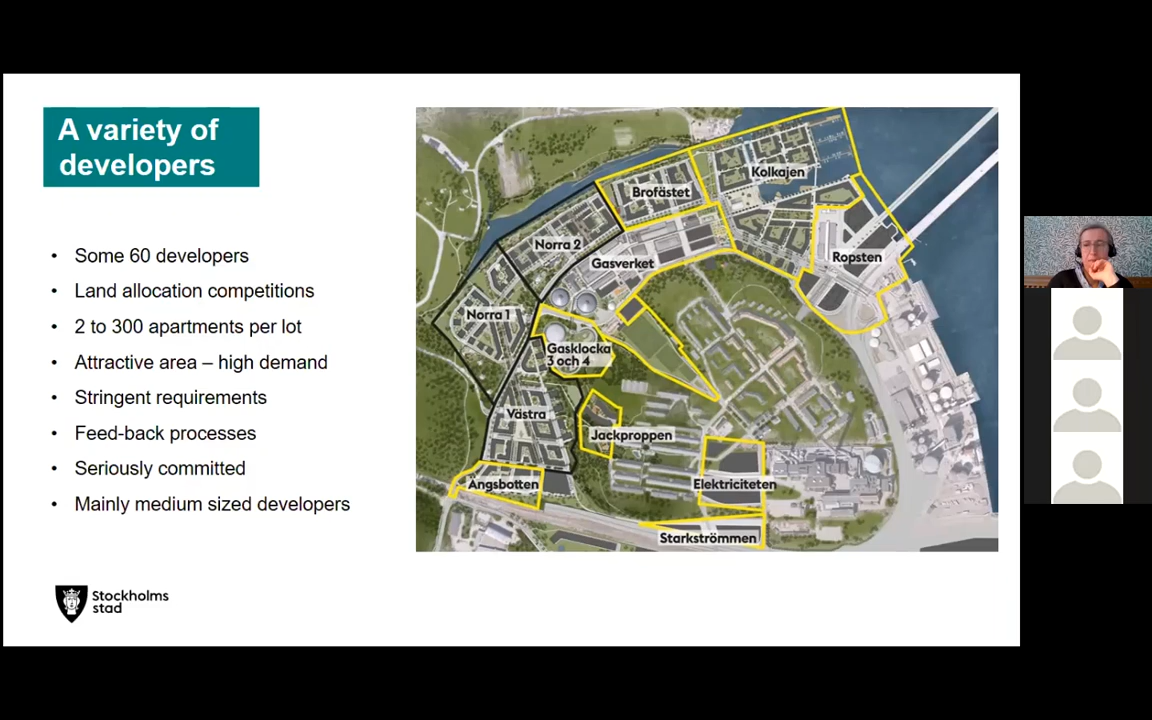 A variety of
developers
• Some 60 developers
• Land allocation competitions
• 2 to 300 apartments per lot
• Attractive area – high demand
• Stringent requirements
• Feed-back processes
• Seriously committed
• Mainly medium sized developers
Stockholms
stad
Kolkajen
Brofästet
Norra 2
Gasverket
Ropsten
Norra 1
Gasklocka
3 och 4
Västra
Jackproppen
Ängsbotten
Elektriciteten
Starkströmmen